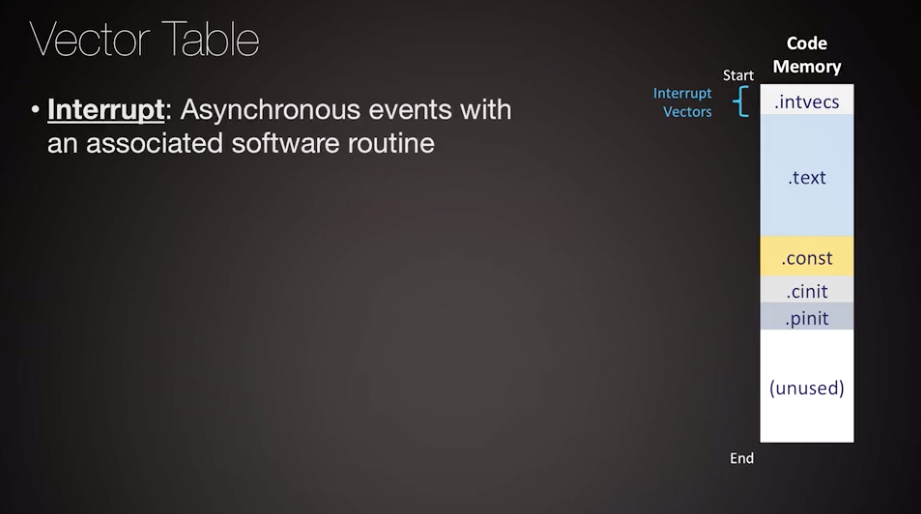 Vector Table
• Interrupt: Asynchronous events with
an associated software routine
Code
Memory
Start
Interrupt
Vectors
.intvecs
.text
.const
.cinit
.pinit
(unused)
End